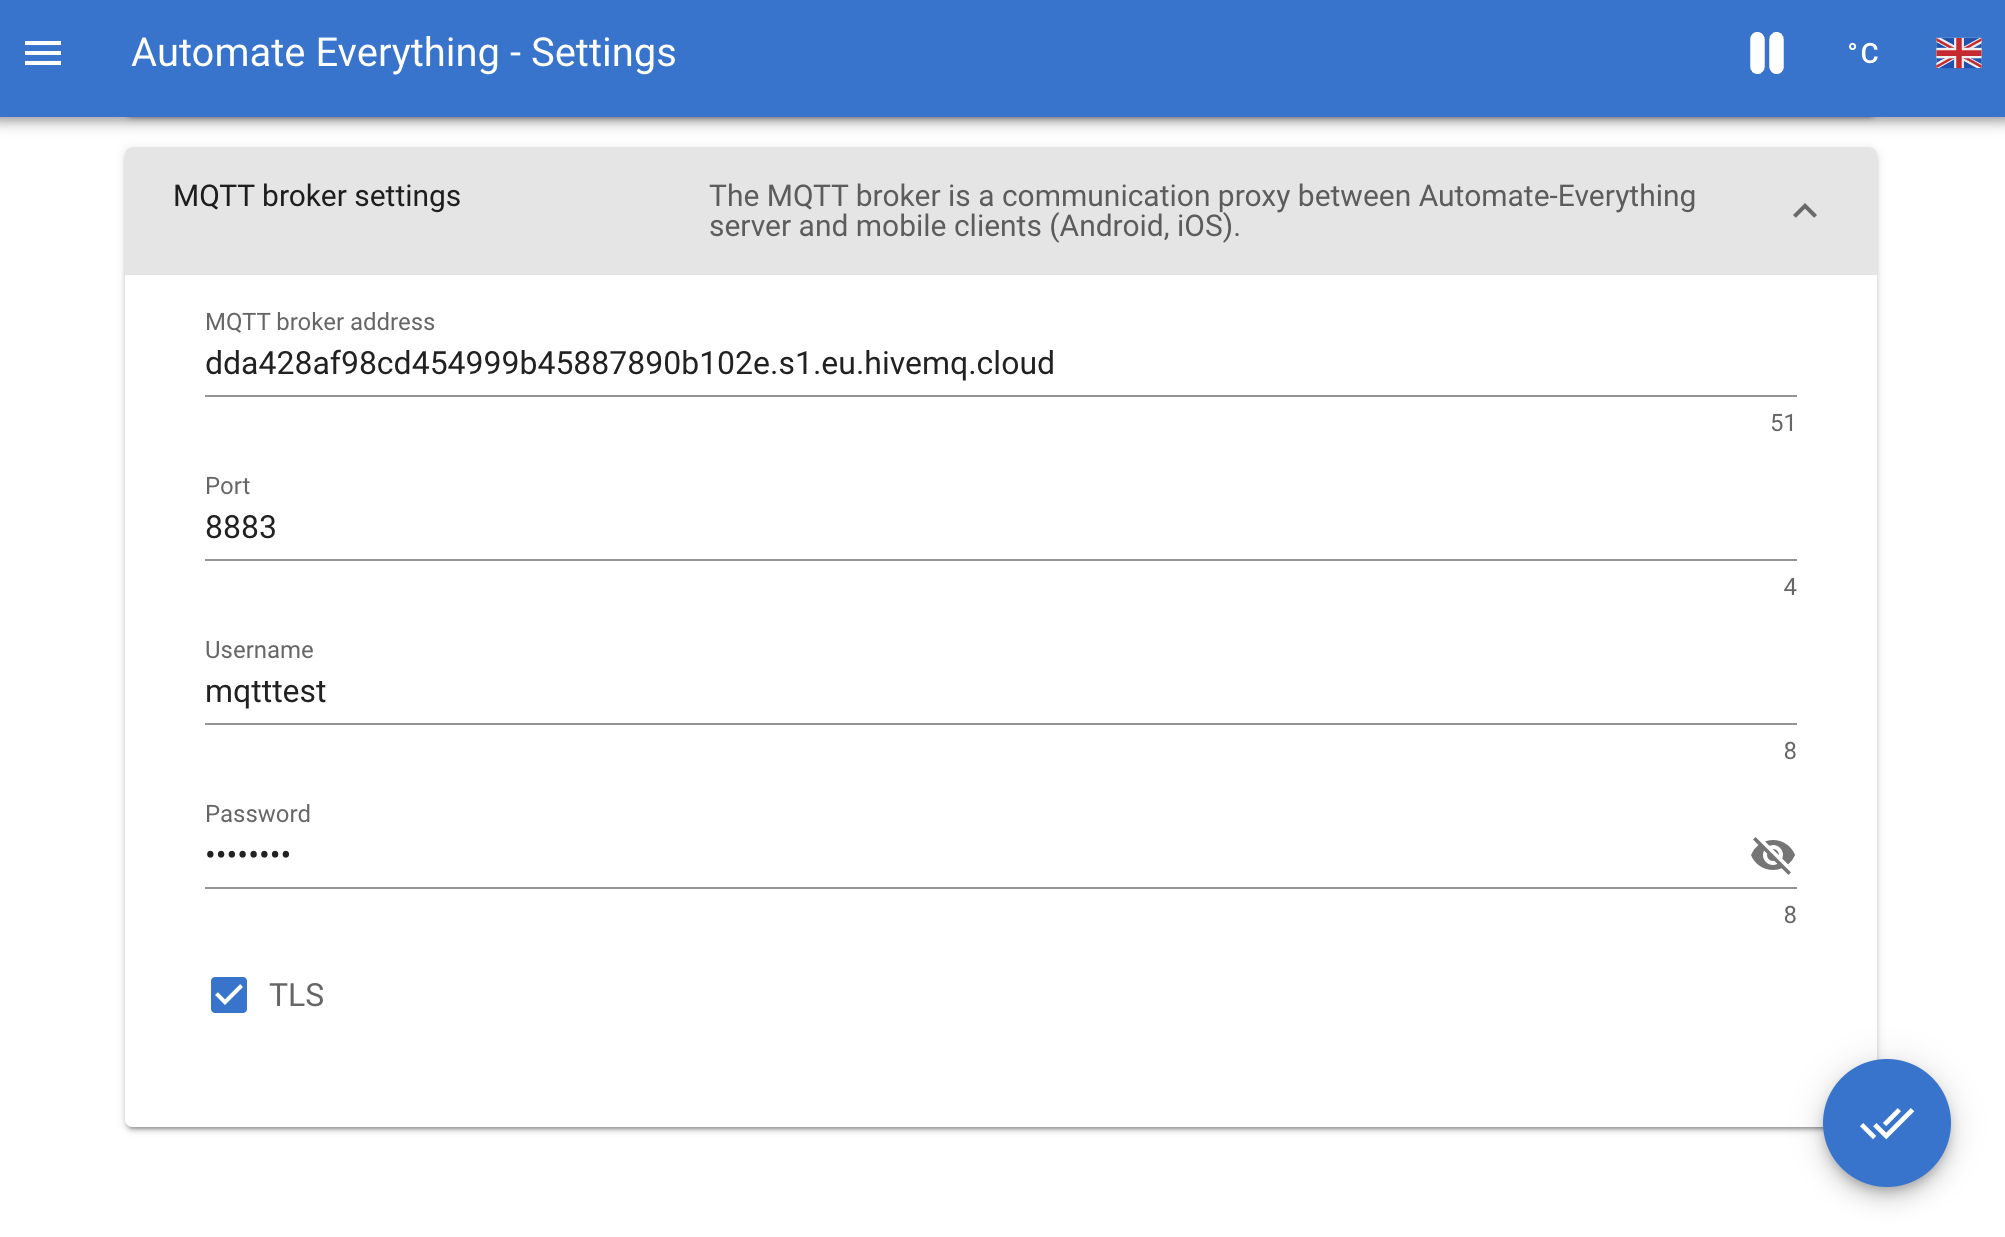 Automate Everything - Settings
°C
MQTT broker settings
The MQTT broker is a communication proxy between Automate-Everything
server and mobile clients (Android, iOS).
MQTT broker address
dda428af98cd454999b45887890b102e.s1.eu.hivemq.cloud
51
Port
8883
4
Username
mqtttest
8
Password
••••••••
8
TLS